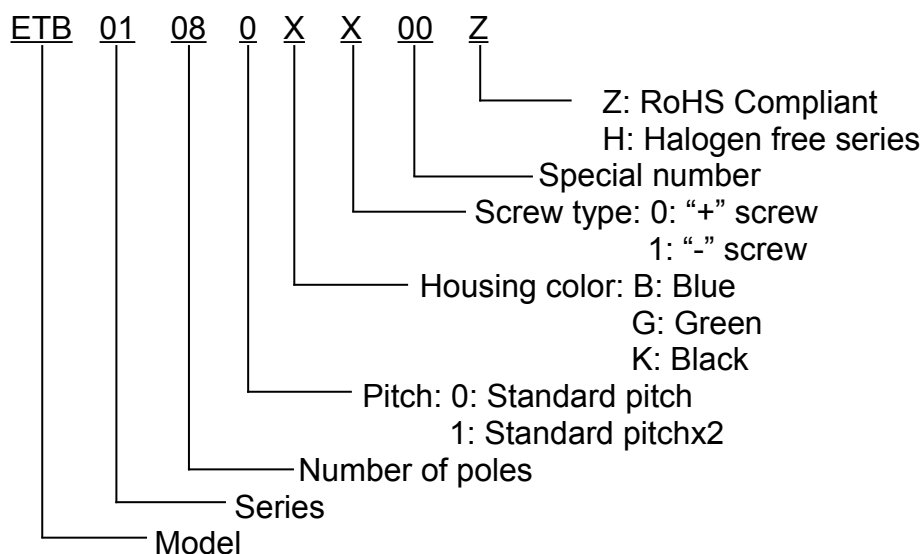 ETB 01 08 0 X X 00 Z
Z: RoHS Compliant
H: Halogen free series
Special number
Screw type: 0: “+” screw
1: “-” screw
Housing color: B: Blue
G: Green
K: Black
Pitch: 0: Standard pitch
1: Standard pitchx2
Number of poles
Series
Model